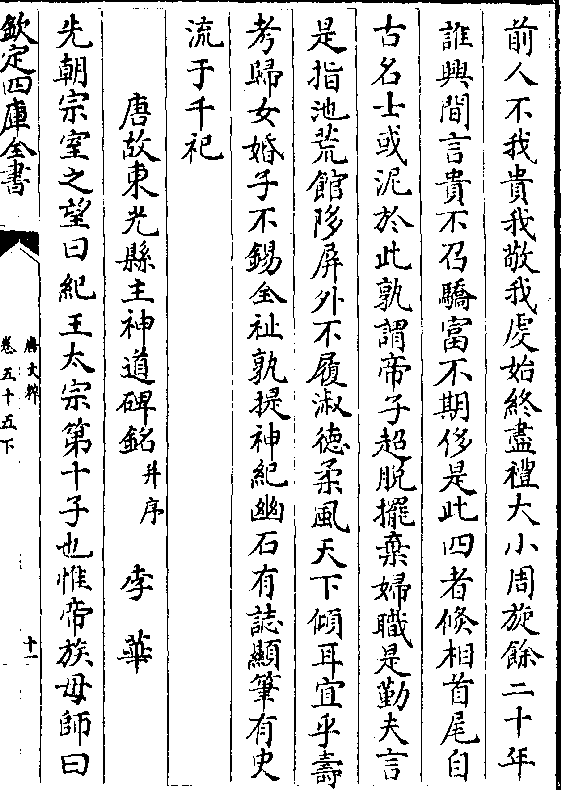 前人不我貴我敬我虔始終盡禮大小周旋餘二十年
誰興間言貴不召驕富不期侈是此四者倏相首尾自
古名士或泥於此孰謂帝子超脫擺棄婦職是勤夫言
是指池荒館陊屏外不履淑德柔風天下傾耳宜乎壽
考歸女婚子不錫全祉孰提神紀幽石有誌顯筆有史
流于千祀
唐故東光縣主神道碑銘并序 李華
先朝宗室之望曰紀王太宗第十子也惟帝族母師曰
欽定四庫全書
唐文粹
卷五十五下
十一